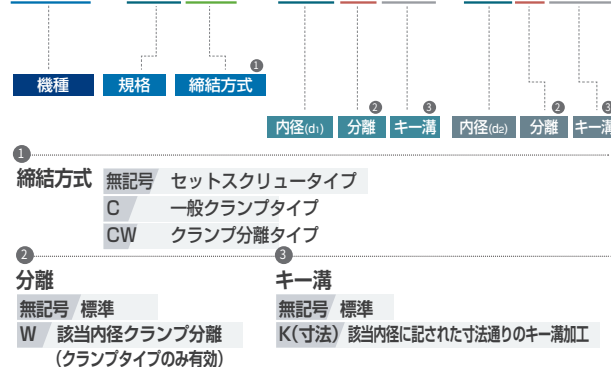 機種 規格 締結方式 1
内径(d1) 分離 2 キー溝 3 内径(d2) 分離 2 キー溝 3
1
締結方式 無記号 セットスクリュータイプ
C 一般クランプタイプ
CW クランプ分離タイプ
2 3
分離 キー溝
無記号 標準 無記号 標準
W 該当内径クランプ分離 K(寸法) 該当内径に記された寸法通りのキー溝加工
(クランプタイプのみ有効)